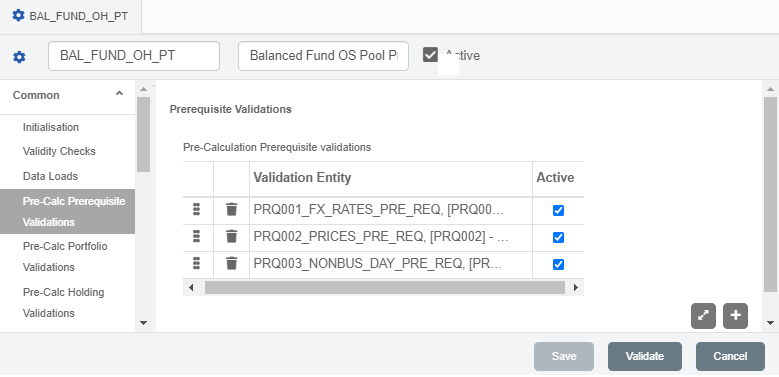 BAL_FUND_OH_PT
BAL_FUND_OH_PT
Balanced Fund OS Pool
Common
Initialisation
Validity Checks
Data Loads
Pre-Calc Prerequisite
Validations
Pre-Calc Portfolio
Validations
Pre-Calc Holding
Validations
Prerequisite Validations
Pre-Calculation Prerequisite validations
Validation Entity Active
PRQ001_FX_RATES_PRE_REQ, [PRQ00...
PRQ002_PRICES_PRE_REQ, [PRQ002] - ...
PRQ003_NONBUS_DAY_PRE_REQ, [PR...
Save Validate Cancel